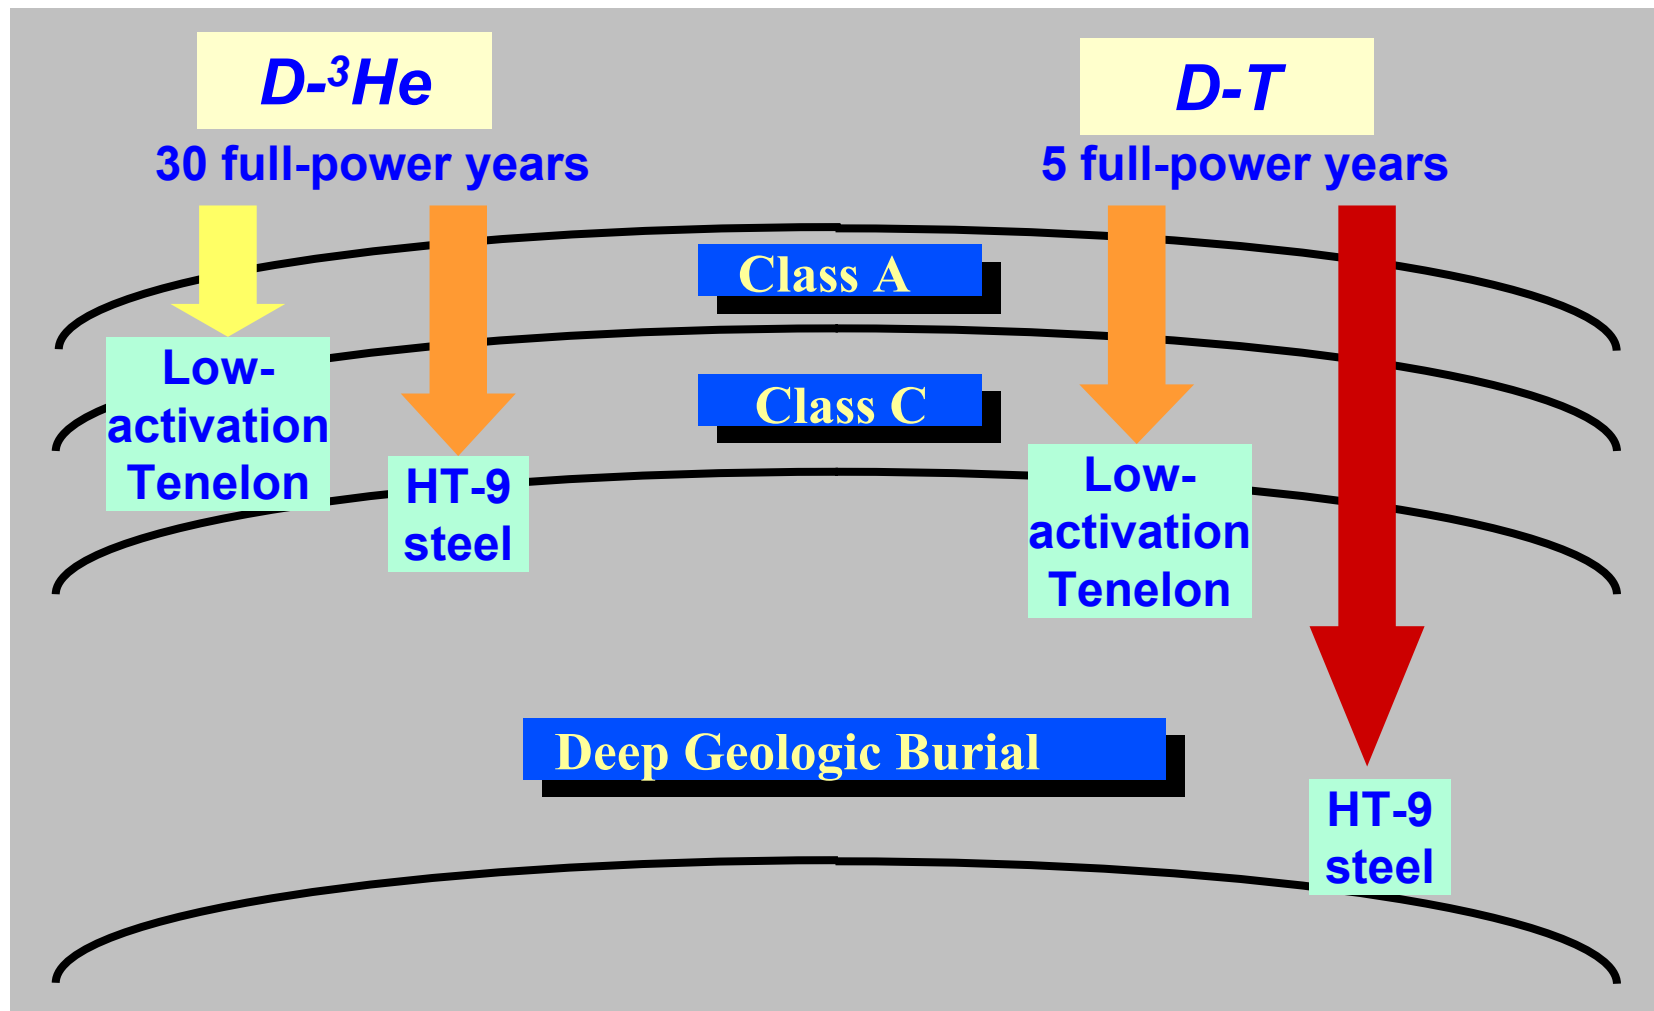 D-³He
30 full-power years
D-T
5 full-power years
Class A
Class C
Low-
activation
Tenelon
HT-9
steel
Low-
activation
Tenelon
Deep Geologic Burial
HT-9
steel